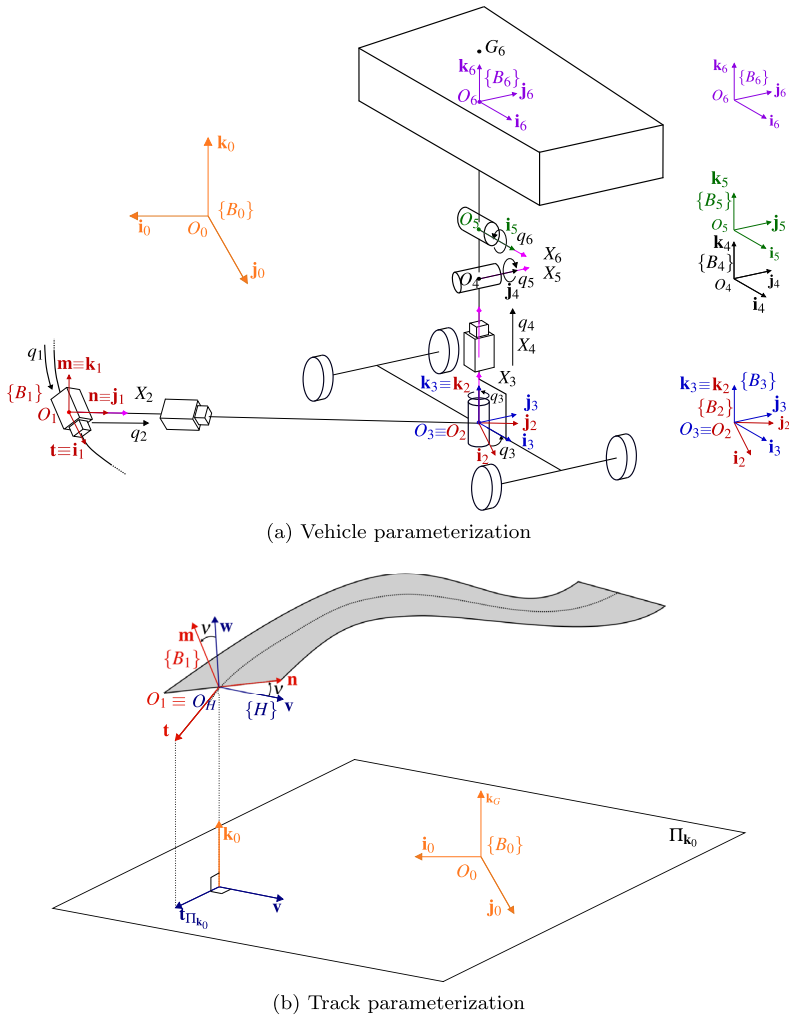 G₆
k₆
{B₆}
j₆
O₆
i₆
k₆
{B₆}
j₆
O₆
i₆
k₀
{B₀}
i₀
O₀
j₀
k₅
{B₅}
j₅
O₅
i₅
k₄
{B₄}
j₄
O₄
i₄
O₅
i₅
q₆
X₆
O₄
q₅
X₅
j₄
q₄
X₄
q₁
m≡k₁
{B₁}
n≡j₁
X₂
O₁
q₂
t≡i₁
X₃
k₃≡k₂
q₃
j₃
j₂
O₃≡O₂
i₃
i₂
q₃
k₃≡k₂
{B₃}
{B₂}
j₃
j₂
O₃≡O₂
i₃
i₂
(a) Vehicle parameterization
m
ν
w
{B₁}
n
O₁ ≡ O_H
ν
{H}
v
t
k₀
k_G
i₀
{B₀}
O₀
j₀
Π_k₀
t_Π_k₀
v
(b) Track parameterization